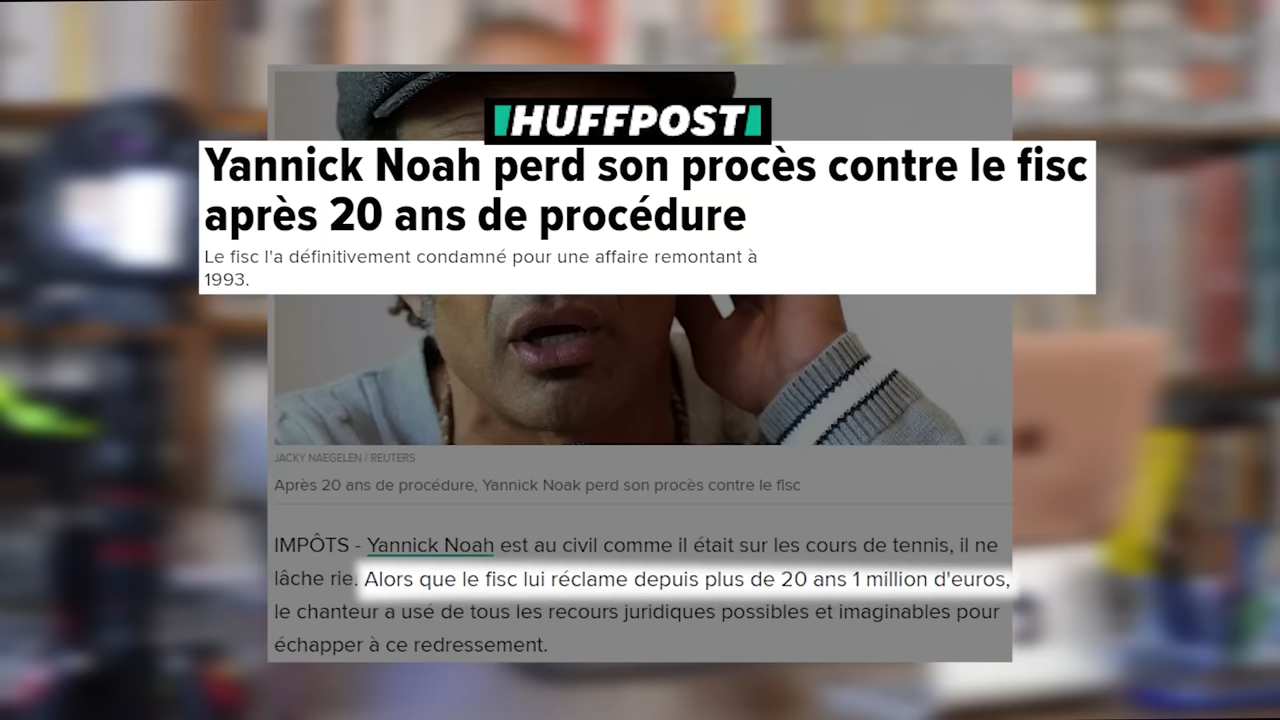 HUFFPOST
Yannick Noah perd son procès contre le fisc
après 20 ans de procédure
Le fisc l'a définitivement condamné pour une affaire remontant à
1993.
JACKY NAEGELEN / REUTERS
Après 20 ans de procédure, Yannick Noak perd son procès contre le fisc
IMPÔTS - Yannick Noah est au civil comme il était sur les cours de tennis, il ne
lâche rie. Alors que le fisc lui réclame depuis plus de 20 ans 1 million d'euros,
le chanteur a usé de tous les recours juridiques possibles et imaginables pour
échapper à ce redressement.